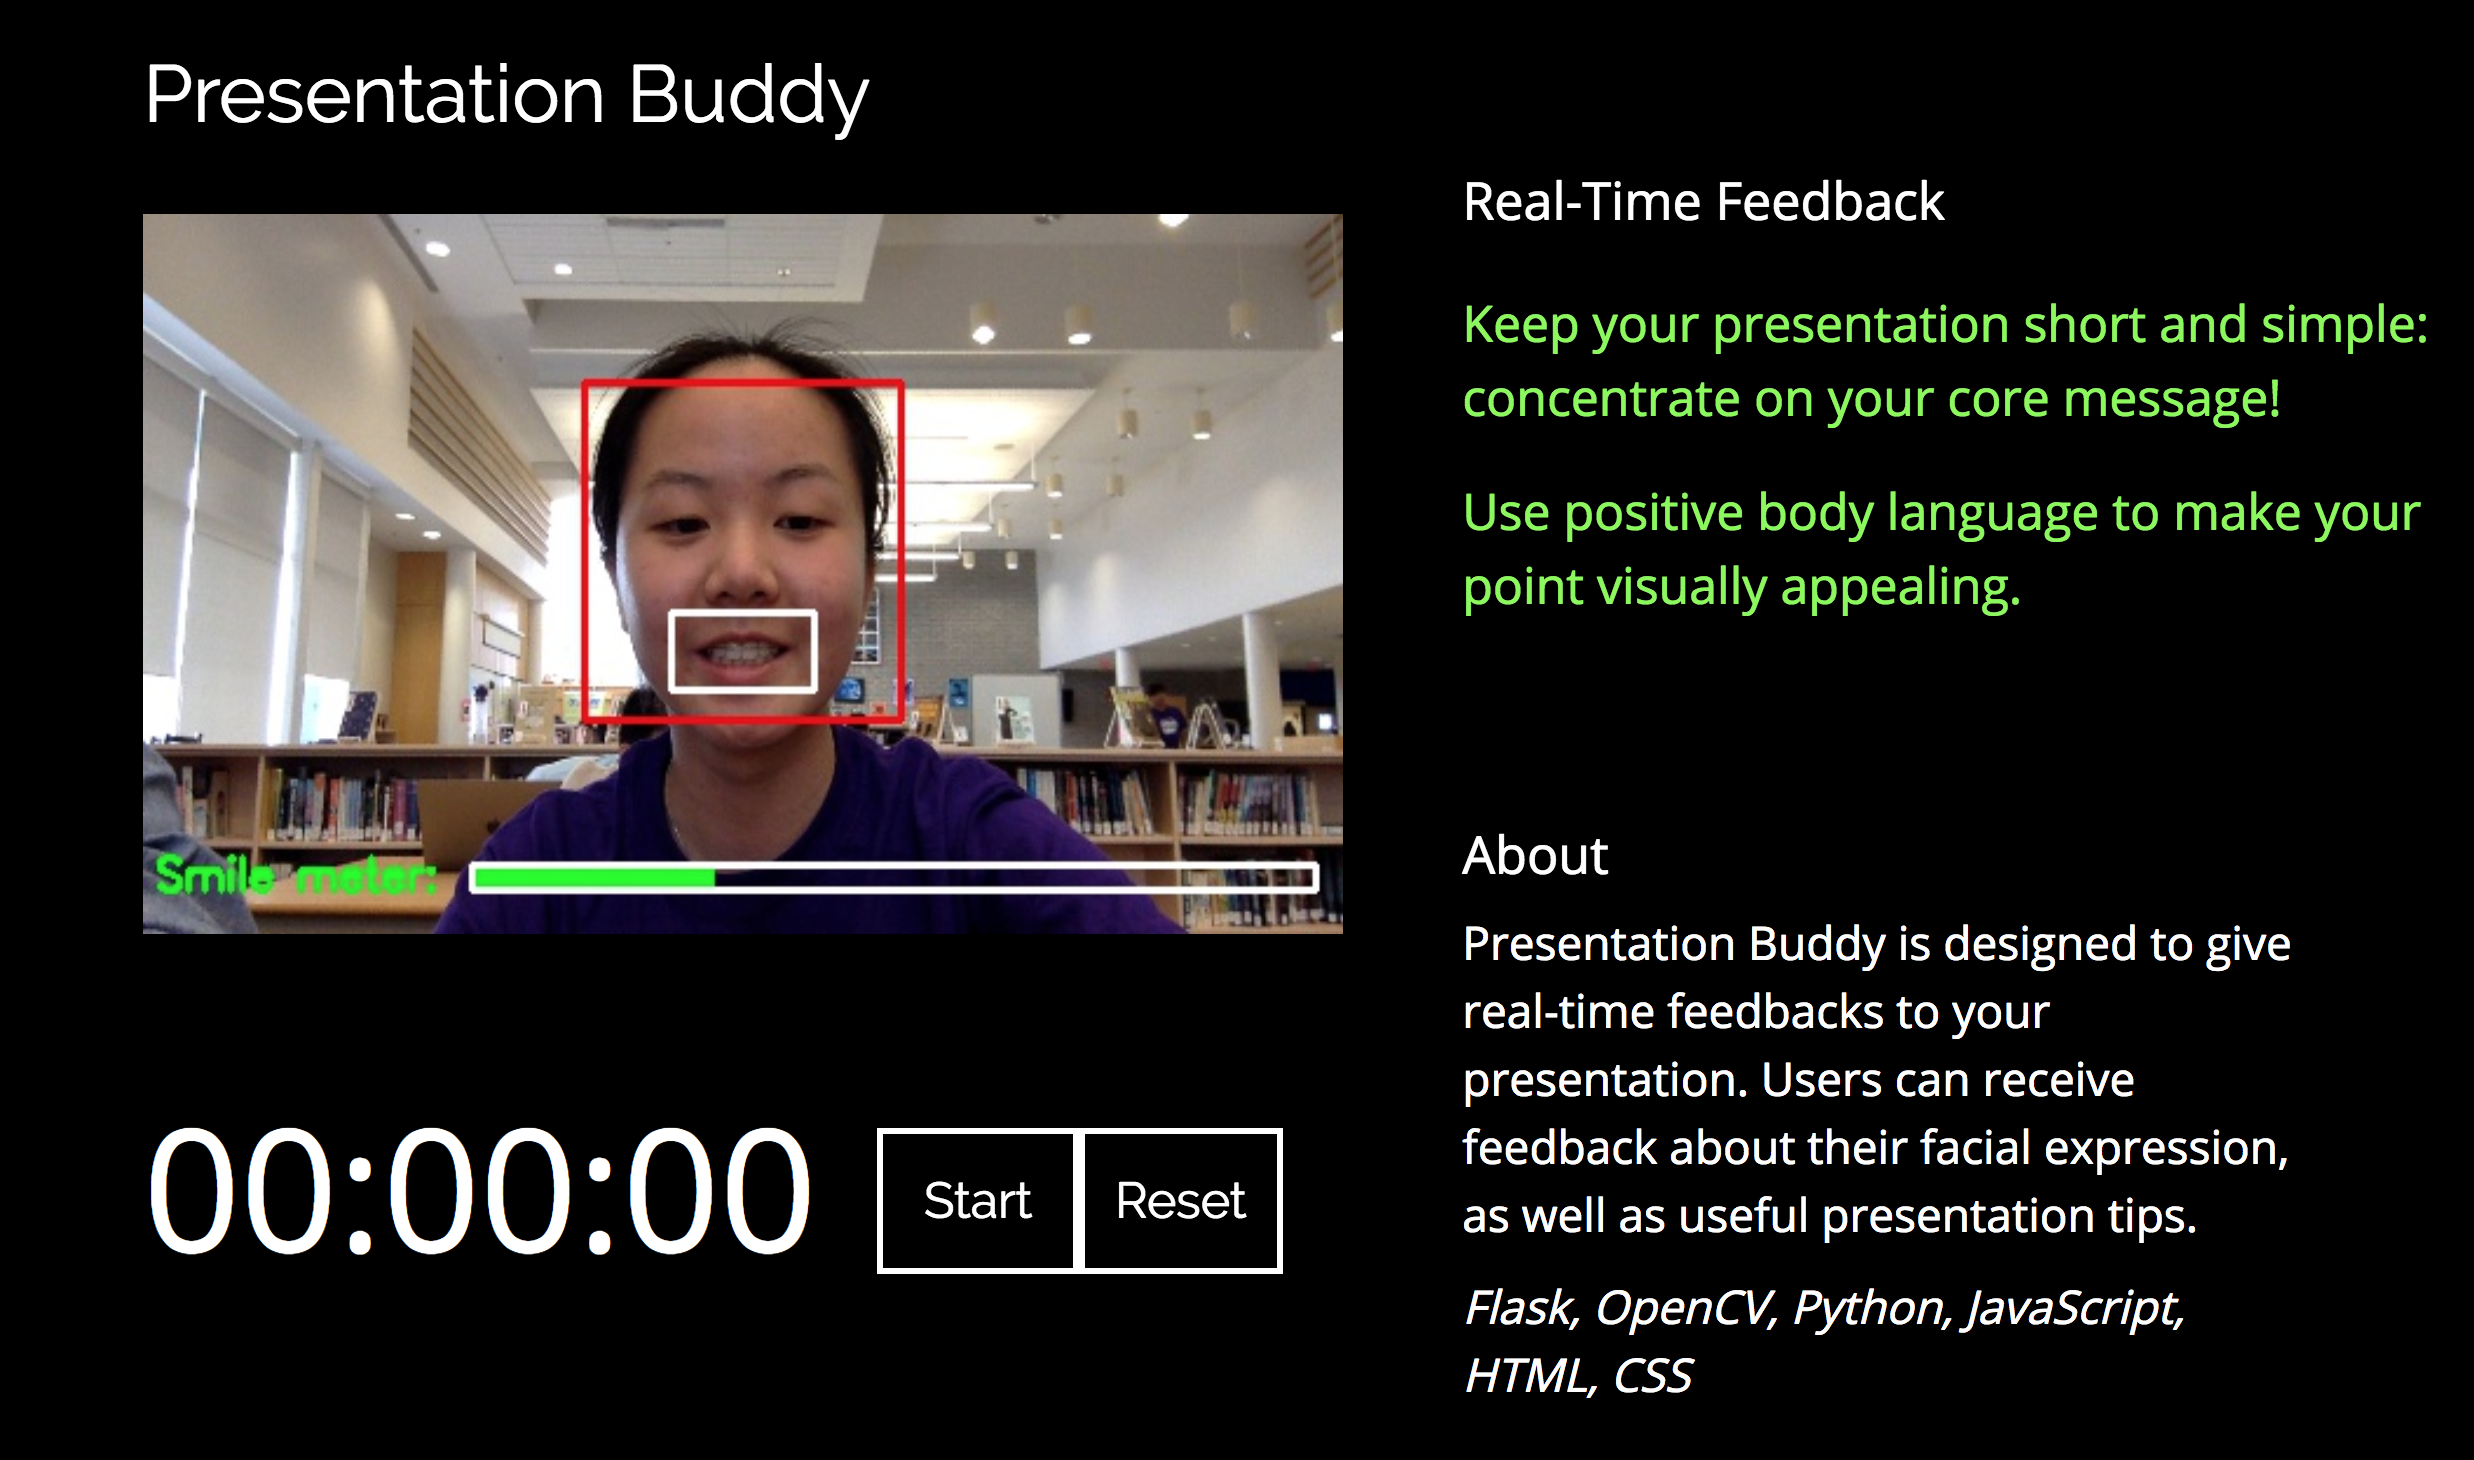 Presentation Buddy
Smile meter:
00:00:00
Start
Reset
Real-Time Feedback
Keep your presentation short and simple:
concentrate on your core message!
Use positive body language to make your
point visually appealing.
About
Presentation Buddy is designed to give
real-time feedbacks to your
presentation. Users can receive
feedback about their facial expression,
as well as useful presentation tips.
Flask, OpenCV, Python, JavaScript,
HTML, CSS